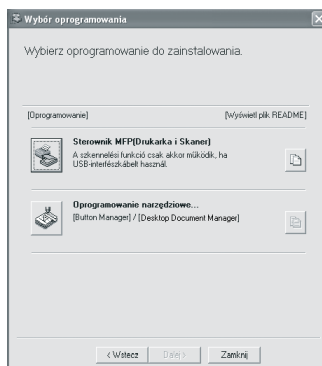 Wybór oprogramowania
Wybierz oprogramowanie do zainstalowania.
[Oprogramowanie] [Wyświetl plik README]
Sterownik MFP(Drukarka i Skaner)
A szkennelési funkció csak akkor működik, ha
USB-interfészkábelt használ.
Oprogramowanie narzędziowe...
[Button Manager] / [Desktop Document Manager]
< Wstecz Dalej > Zamknij